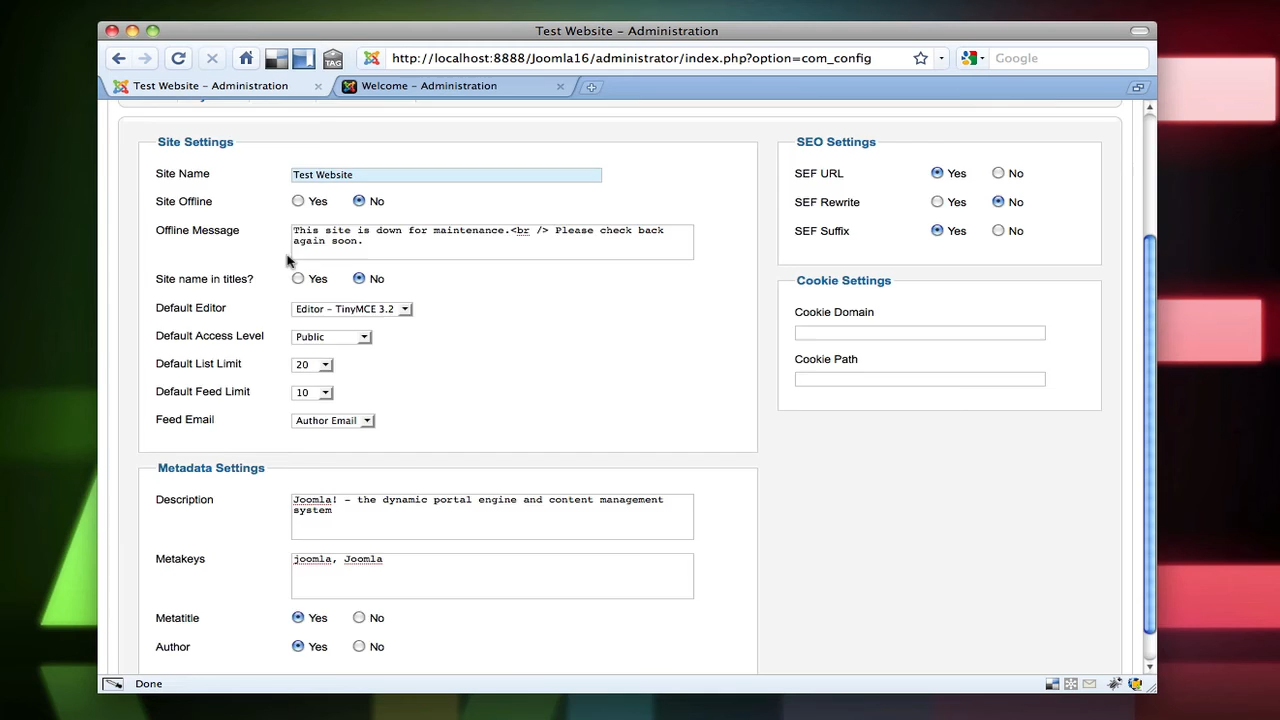 Test Website – Administration
TAG
http://localhost:8888/Joomla16/administrator/index.php?option=com_config
Google
Test Website – Administration
Welcome – Administration
Site Settings
Site Name
Test Website
Site Offline
Yes
No
Offline Message
This site is down for maintenance.<br /> Please check back
again soon.
Site name in titles?
Yes
No
Default Editor
Editor – TinyMCE 3.2
Default Access Level
Public
Default List Limit
20
Default Feed Limit
10
Feed Email
Author Email
SEO Settings
SEF URL
Yes
No
SEF Rewrite
Yes
No
SEF Suffix
Yes
No
Cookie Settings
Cookie Domain
Cookie Path
Metadata Settings
Description
Joomla! – the dynamic portal engine and content management
system
Metakeys
joomla, Joomla
Metatitle
Yes
No
Author
Yes
No
Done